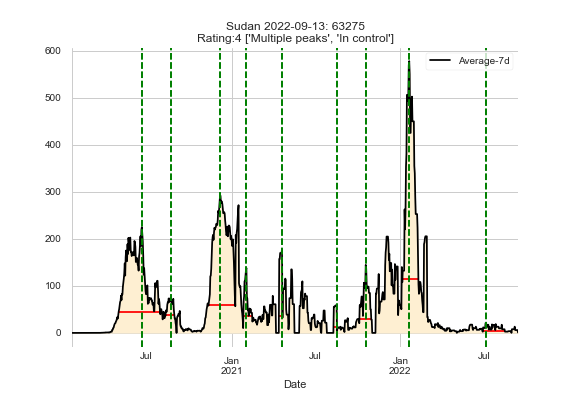 Sudan 2022-09-13: 63275
Rating:4 ['Multiple peaks', 'In control']
Average-7d
600
500
400
300
200
100
0
Jul
Jan
2021
Jul
Jan
2022
Jul
Date